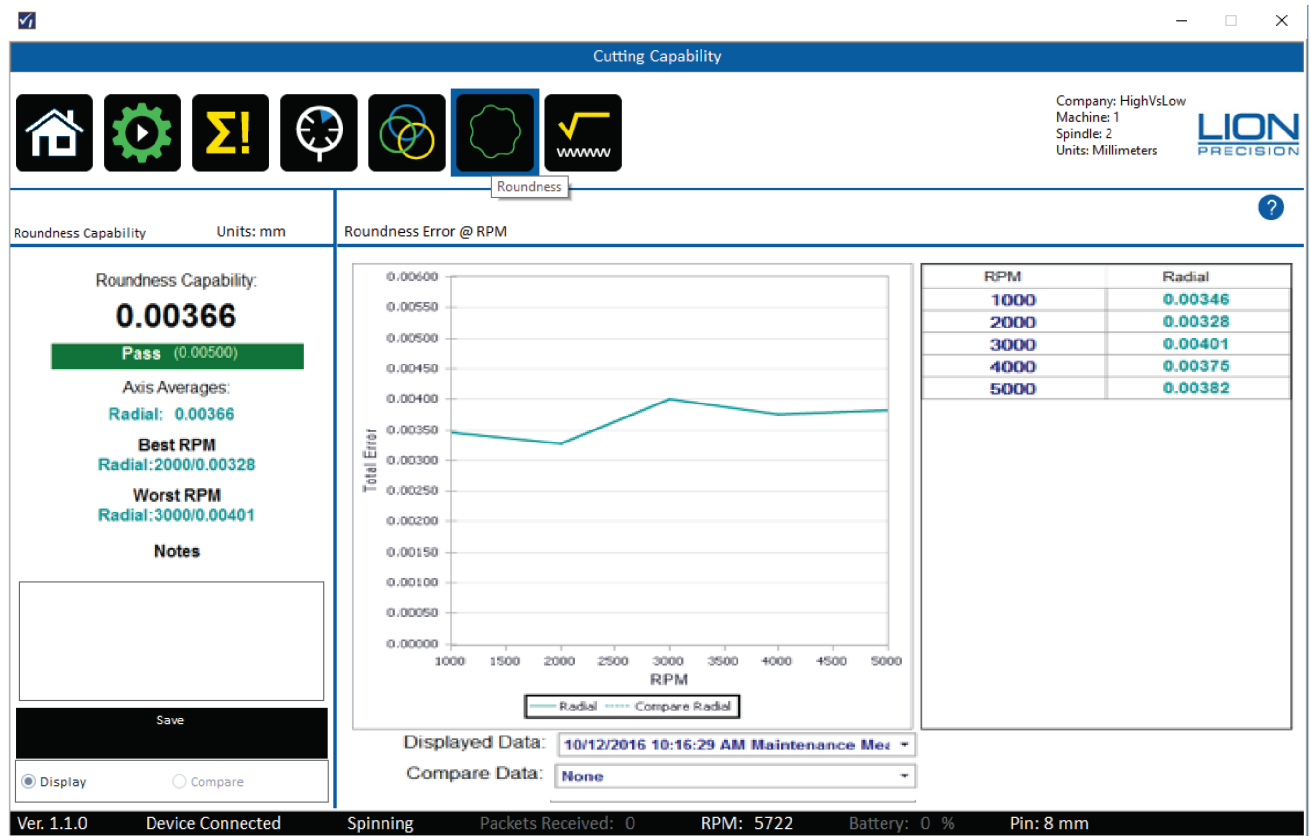 Cutting Capability
Σ!
Company: HighVsLow
Machine: 1
Spindle: 2
Units: Millimeters
LION
PRECISION
Roundness
?
Roundness Capability Units: mm
Roundness Error @ RPM
Roundness Capability:
0.00366
Pass (0.00500)
Axis Averages:
Radial: 0.00366
Best RPM
Radial:2000/0.00328
Worst RPM
Radial:3000/0.00401
Notes
Save
Display Compare
Total Error
0.00600
0.00550
0.00500
0.00450
0.00400
0.00350
0.00300
0.00250
0.00200
0.00150
0.00100
0.00050
0.00000
1000 1500 2000 2500 3000 3500 4000 4500 5000
RPM
Radial Compare Radial
RPM Radial
1000 0.00346
2000 0.00328
3000 0.00401
4000 0.00375
5000 0.00382
Displayed Data: 10/12/2016 10:16:29 AM Maintenance Me
Compare Data: None
Ver. 1.1.0 Device Connected Spinning Packets Received: 0 RPM: 5722 Battery: 0 % Pin: 8 mm